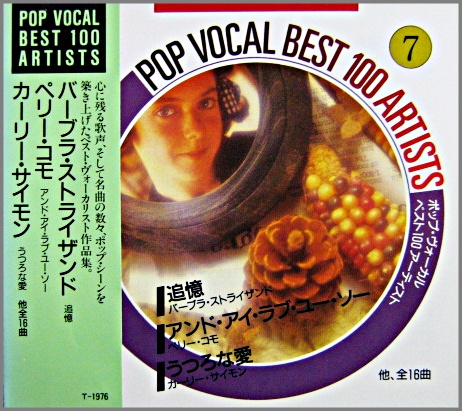 POP VOCAL
BEST 100
ARTISTS
心に残る歌声、そして名曲の数々、ポップ・シーンを
築き上げたベスト・ヴォーカリスト作品集。
バーブラ・ストライザンド 追憶
ペリー・コモ アンド・アイ・ラブ・ユー・ソー
カーリー・サイモン うつろな愛 他全16曲
T-1976
POP VOCAL BEST 100 ARTISTS
7
ポップ・ヴォーカル
ベスト100アーティスト
追憶
バーブラ・ストライザンド
アンド・アイ・ラブ・ユー・ソー
ペリー・コモ
うつろな愛
カーリー・サイモン
他、全16曲